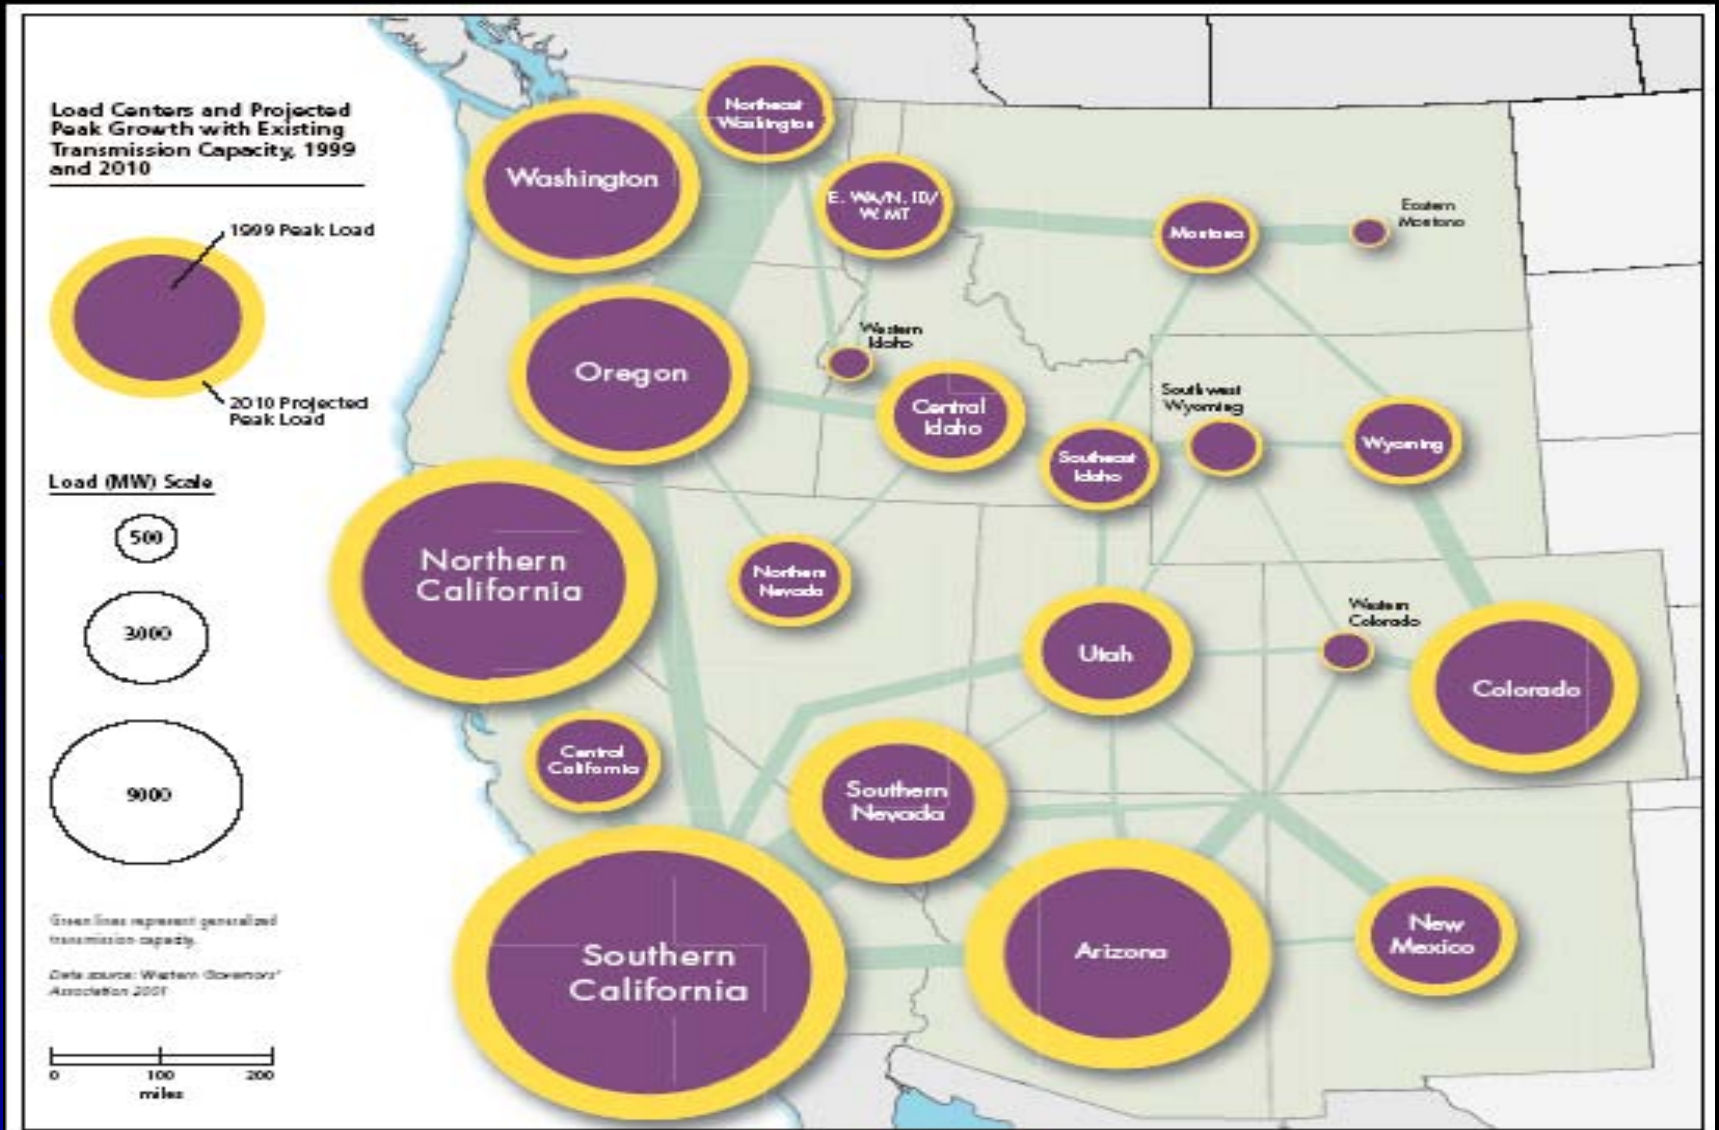 Load Centers and Projected
Peak Growth with Existing
Transmission Capacity, 1999
and 2010
1999 Peak Load
2010 Projected
Peak Load
Load (MW) Scale
500
3000
9000
Green lines represent generalized
transmission capacity.
Data source: Western Governors'
Association 2001
0
100
200
miles
Northeast
Washington
Washington
E. WA/N. ID/
W. MT
Montana
Eastern
Montana
Western
Idaho
Oregon
Central
Idaho
Southwest
Wyoming
Southeast
Idaho
Wyoming
Northern
California
Northern
Nevada
Utah
Western
Colorado
Colorado
Central
California
Southern
Nevada
Southern
California
Arizona
New
Mexico